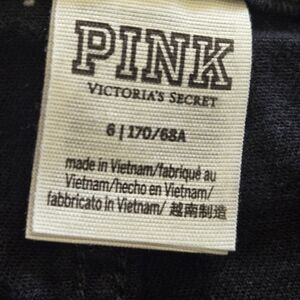 PINK
VICTORIA'S SECRET
6 | 170/68A
made in Vietnam/fabriqué au
Vietnam/hecho en Vietnam/
fabbricato in Vietnam/ 越南制造